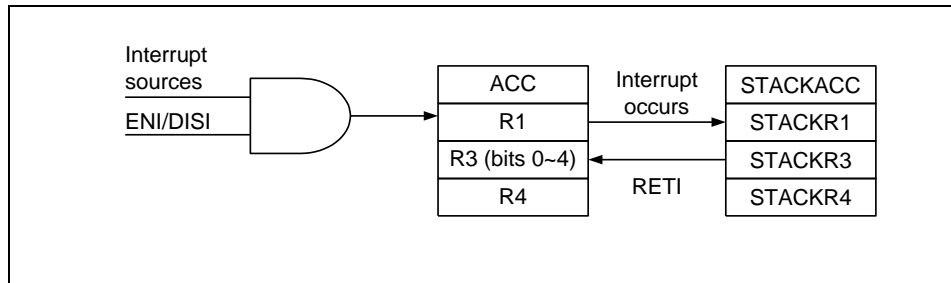 Interrupt
sources
ENI/DISI
ACC
R1
R3 (bits 0~4)
R4
Interrupt
occurs
RETI
STACKACC
STACKR1
STACKR3
STACKR4